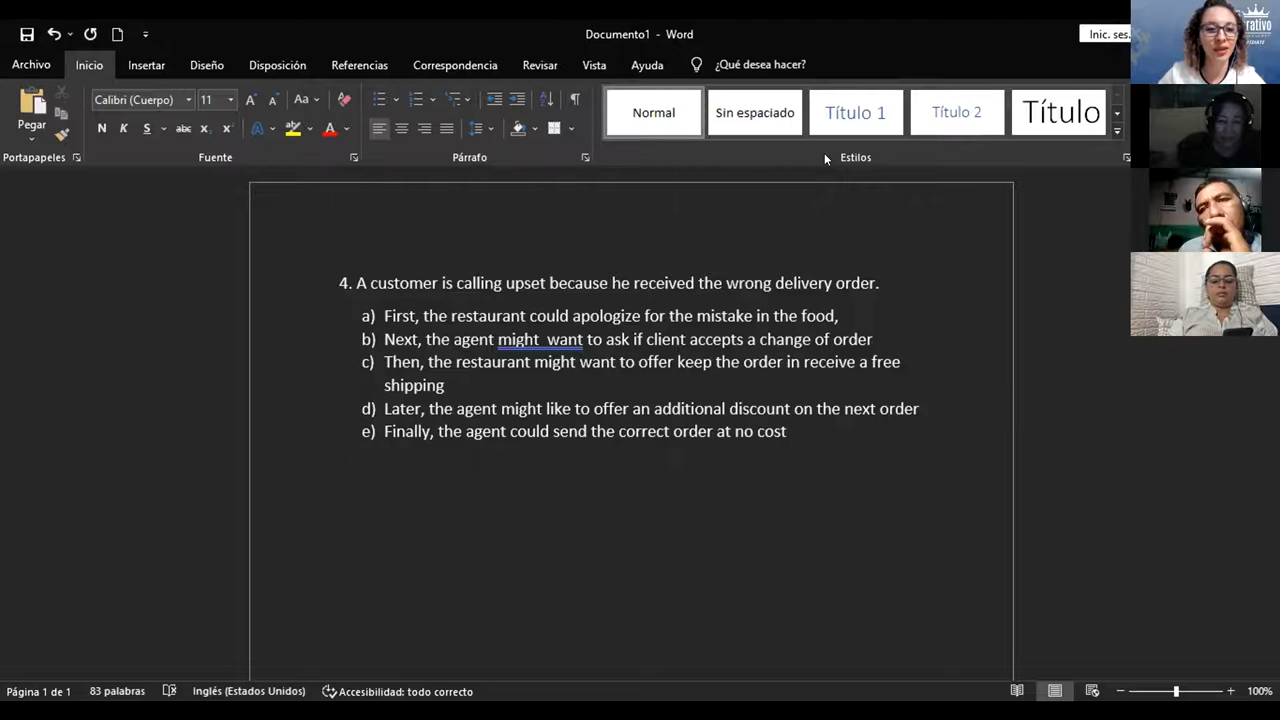 Documento1 - Word
Inic. ses.
Archivo Inicio Insertar Diseño Disposición Referencias Correspondencia Revisar Vista Ayuda ¿Qué desea hacer?
Pegar
Calibri (Cuerpo) 11
Aa
N K S abc x₂ x²
Normal
Sin espaciado
Título 1
Título 2
Título
Portapapeles Fuente Párrafo Estilos
4. A customer is calling upset because he received the wrong delivery order.
a) First, the restaurant could apologize for the mistake in the food,
b) Next, the agent might  want to ask if client accepts a change of order
c) Then, the restaurant might want to offer keep the order in receive a free
shipping
d) Later, the agent might like to offer an additional discount on the next order
e) Finally, the agent could send the correct order at no cost
Página 1 de 1 83 palabras Inglés (Estados Unidos) Accesibilidad: todo correcto 100%